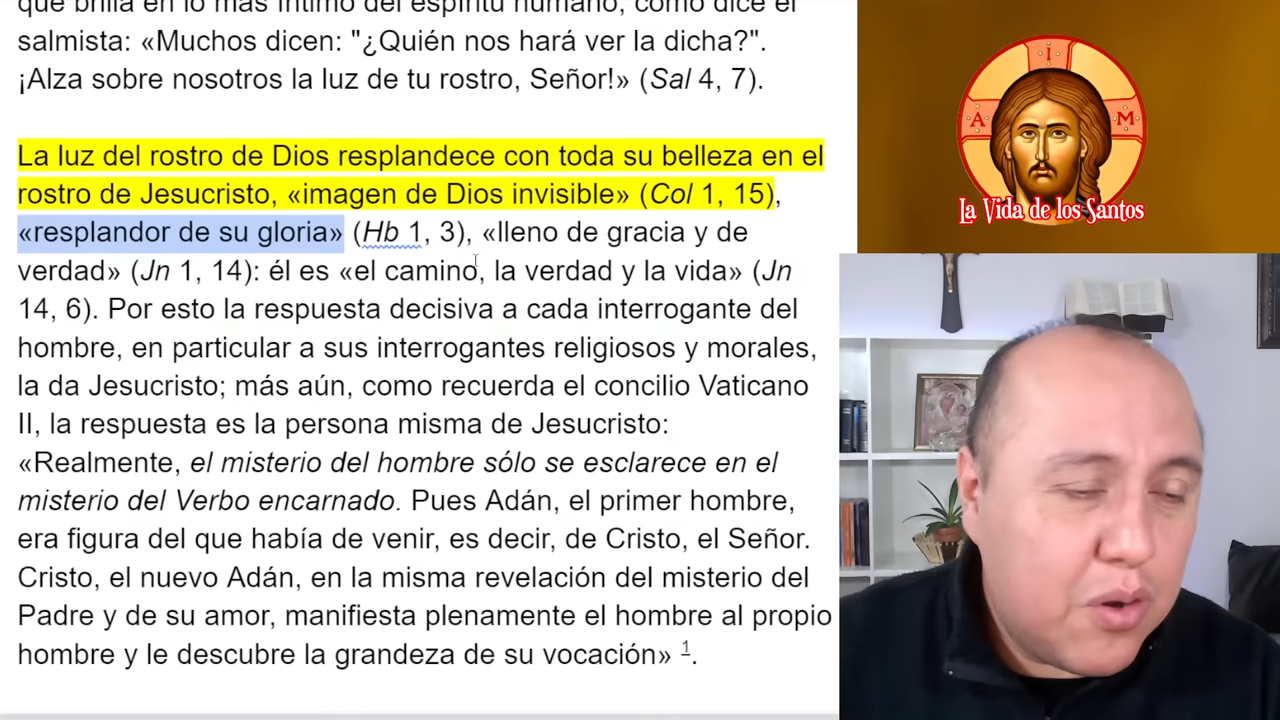 que brilla en lo más íntimo del espíritu humano, como dice el
salmista: «Muchos dicen: "¿Quién nos hará ver la dicha?".
¡Alza sobre nosotros la luz de tu rostro, Señor!» (Sal 4, 7).
La luz del rostro de Dios resplandece con toda su belleza en el
rostro de Jesucristo, «imagen de Dios invisible» (Col 1, 15),
«resplandor de su gloria» (Hb 1, 3), «lleno de gracia y de
verdad» (Jn 1, 14): él es «el camino, la verdad y la vida» (Jn
14, 6). Por esto la respuesta decisiva a cada interrogante del
hombre, en particular a sus interrogantes religiosos y morales,
la da Jesucristo; más aún, como recuerda el concilio Vaticano
II, la respuesta es la persona misma de Jesucristo:
«Realmente, el misterio del hombre sólo se esclarece en el
misterio del Verbo encarnado. Pues Adán, el primer hombre,
era figura del que había de venir, es decir, de Cristo, el Señor.
Cristo, el nuevo Adán, en la misma revelación del misterio del
Padre y de su amor, manifiesta plenamente el hombre al propio
hombre y le descubre la grandeza de su vocación» 1.
I
A M
La Vida de los Santos